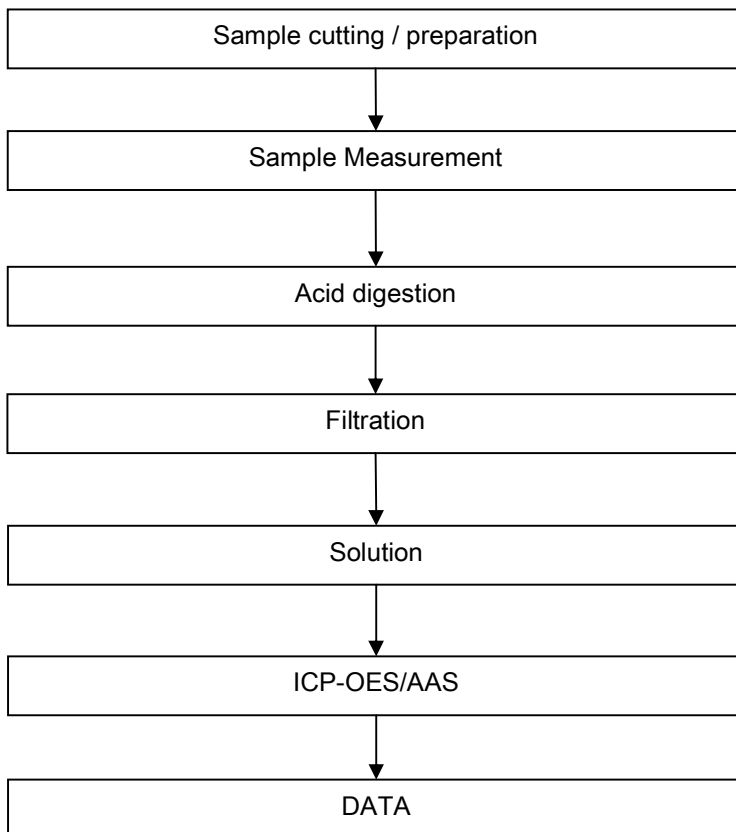 Sample cutting / preparation
Sample Measurement
Acid digestion
Filtration
Solution
ICP-OES/AAS
DATA